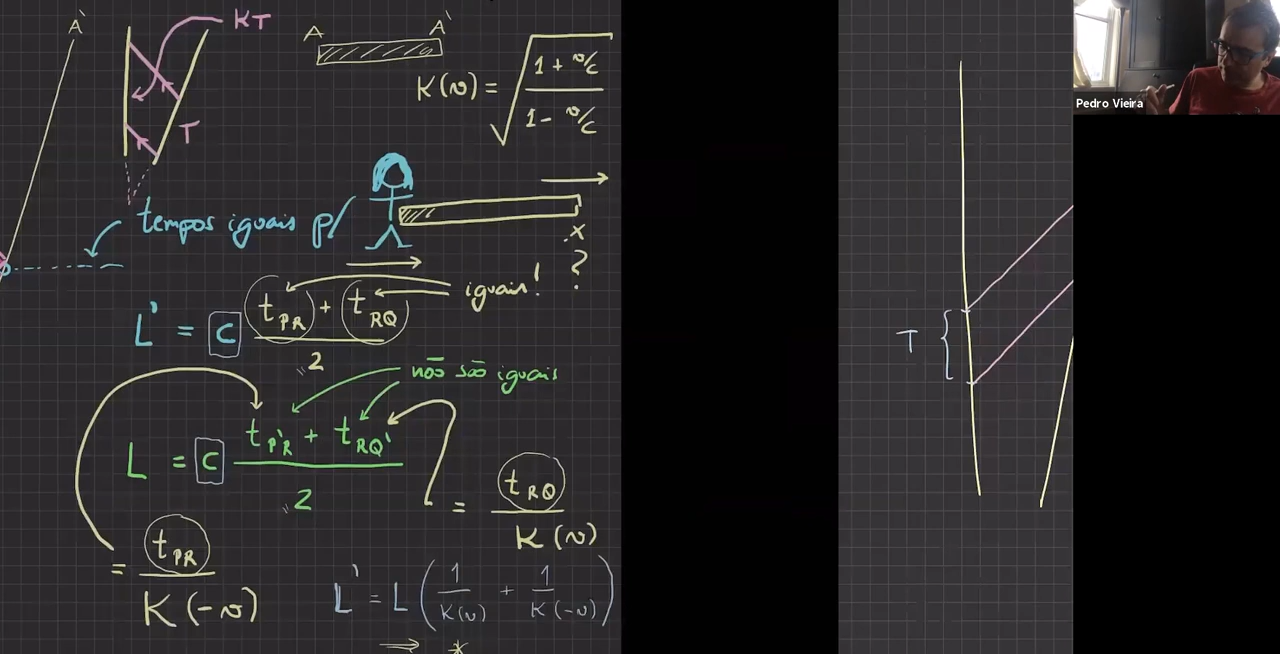 A'
KT
T
A A'
K(v) = √((1 + v/c)/(1 - v/c))
tempos iguais p/
x
?
L' = c (t_PR + t_RQ)/2
iguais!
não são iguais
L = c (t_P'R + t_RQ')/2
= t_PR/K(-v)
= t_RQ/K(v)
L' = L (1/K(v) + 1/K(-v))
⇒ *
T {
Pedro Vieira